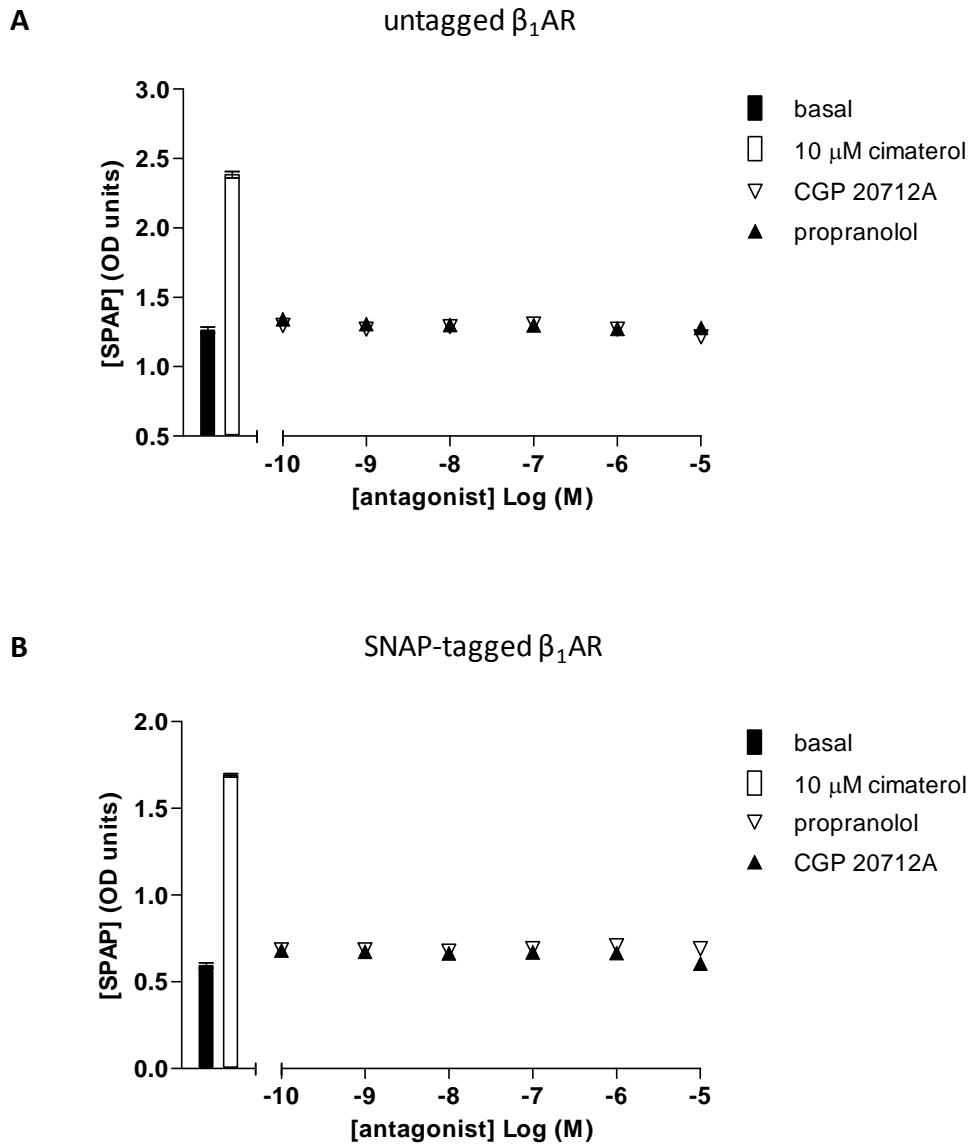 A
untagged β₁AR
3.0
2.5
2.0
1.5
1.0
0.5
[SPAP] (OD units)
-10 -9 -8 -7 -6 -5
[antagonist] Log (M)
basal
10 μM cimaterol
CGP 20712A
propranolol
B
SNAP-tagged β₁AR
2.0
1.5
1.0
0.5
0.0
[SPAP] (OD units)
-10 -9 -8 -7 -6 -5
[antagonist] Log (M)
basal
10 μM cimaterol
propranolol
CGP 20712A